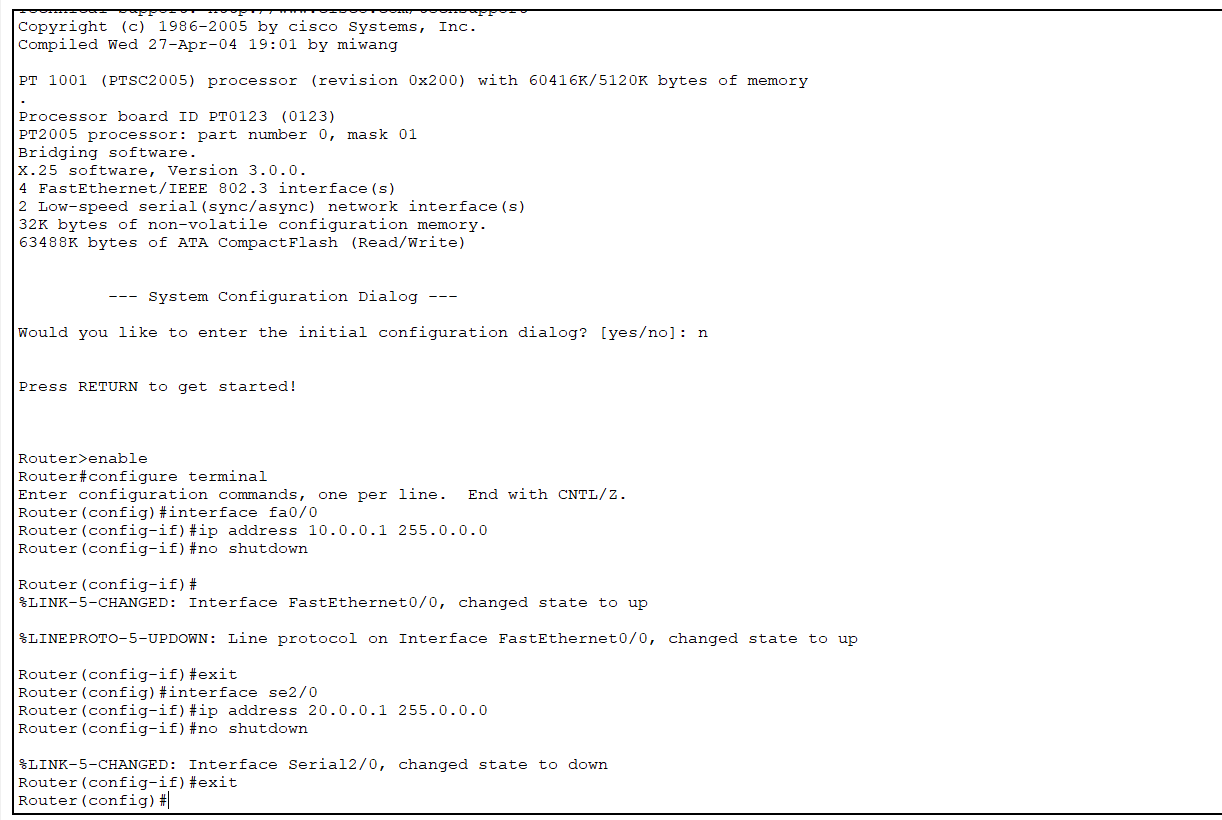 Technical Support: http://www.cisco.com/techsupport
Copyright (c) 1986-2005 by cisco Systems, Inc.
Compiled Wed 27-Apr-04 19:01 by miwang
PT 1001 (PTSC2005) processor (revision 0x200) with 60416K/5120K bytes of memory
.
Processor board ID PT0123 (0123)
PT2005 processor: part number 0, mask 01
Bridging software.
X.25 software, Version 3.0.0.
4 FastEthernet/IEEE 802.3 interface(s)
2 Low-speed serial(sync/async) network interface(s)
32K bytes of non-volatile configuration memory.
63488K bytes of ATA CompactFlash (Read/Write)
--- System Configuration Dialog ---
Would you like to enter the initial configuration dialog? [yes/no]: n
Press RETURN to get started!
Router>enable
Router#configure terminal
Enter configuration commands, one per line.  End with CNTL/Z.
Router(config)#interface fa0/0
Router(config-if)#ip address 10.0.0.1 255.0.0.0
Router(config-if)#no shutdown
Router(config-if)#
%LINK-5-CHANGED: Interface FastEthernet0/0, changed state to up
%LINEPROTO-5-UPDOWN: Line protocol on Interface FastEthernet0/0, changed state to up
Router(config-if)#exit
Router(config)#interface se2/0
Router(config-if)#ip address 20.0.0.1 255.0.0.0
Router(config-if)#no shutdown
%LINK-5-CHANGED: Interface Serial2/0, changed state to down
Router(config-if)#exit
Router(config)#